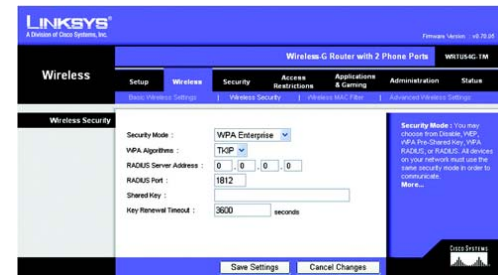 LINKSYS®
A Division of Cisco Systems, Inc.
Firmware Version : v0.70.05
Wireless-G Router with 2 Phone Ports
WRTU54G-TM
Wireless
Setup
Wireless
Security
Access Restrictions
Applications & Gaming
Administration
Status
Basic Wireless Settings | Wireless Security | Wireless MAC Filter | Advanced Wireless Settings
Wireless Security
Security Mode : WPA Enterprise
WPA Algorithms : TKIP
RADIUS Server Address : 0 . 0 . 0 . 0
RADIUS Port : 1812
Shared Key :
Key Renewal Timeout : 3600 seconds
Security Mode : You may
choose from Disable, WEP,
WPA Pre-Shared Key, WPA
RADIUS, or RADIUS. All devices
on your network must use the
same security mode in order to
communicate.
More...
Save Settings
Cancel Changes
CISCO SYSTEMS